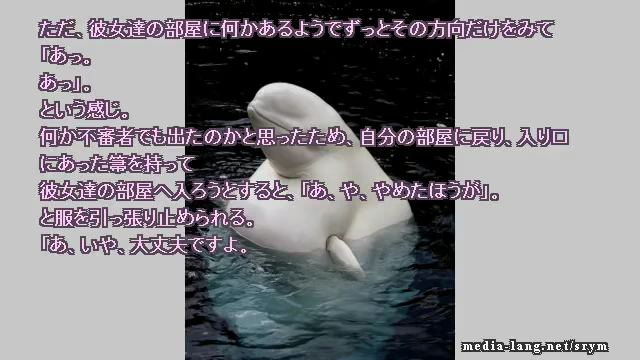 ただ、彼女達の部屋に何かあるようでずっとその方向だけをみて
「あっ。
あっ」。
という感じ。
何か不審者でも出たのかと思ったため、自分の部屋に戻り、入り口
にあった箒を持って
彼女達の部屋へ入ろうとすると、「あ、や、やめたほうが」。
と服を引っ張り止められる。
「あ、いや、大丈夫ですよ。
media-lang.net/srym